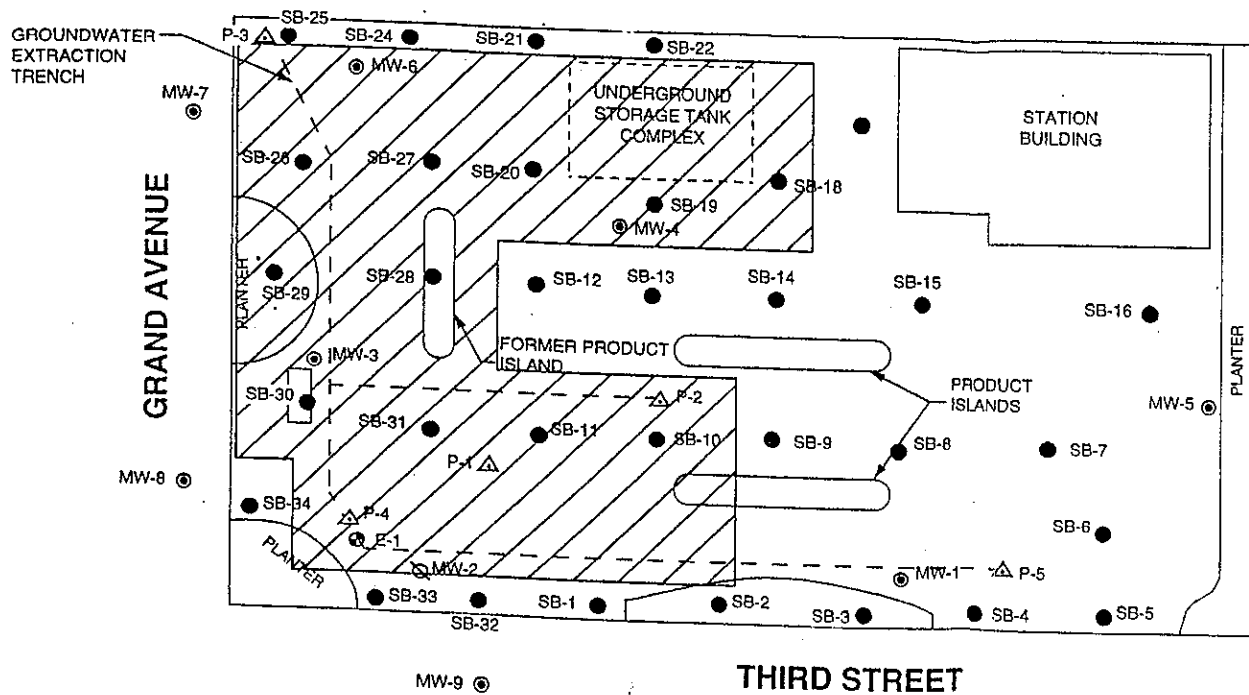 SB-25
P-3
SB-24
SB-21
SB-22
GROUNDWATER
EXTRACTION
TRENCH
MW-6
MW-7
UNDERGROUND
STORAGE TANK
COMPLEX
STATION
BUILDING
SB-26
SB-27
SB-20
SB-18
SB-19
MW-4
GRAND AVENUE
PLANTER
SB-29
SB-28
SB-12
SB-13
SB-14
SB-15
SB-16
MW-3
FORMER PRODUCT
ISLAND
PRODUCT
ISLANDS
PLANTER
SB-30
P-2
MW-5
SB-31
SB-11
SB-10
SB-9
SB-8
SB-7
P-1
MW-8
SB-34
P-4
E-1
SB-6
PLANTER
MW-2
MW-1
P-5
SB-33
SB-32
SB-1
SB-2
SB-3
SB-4
SB-5
MW-9
THIRD STREET